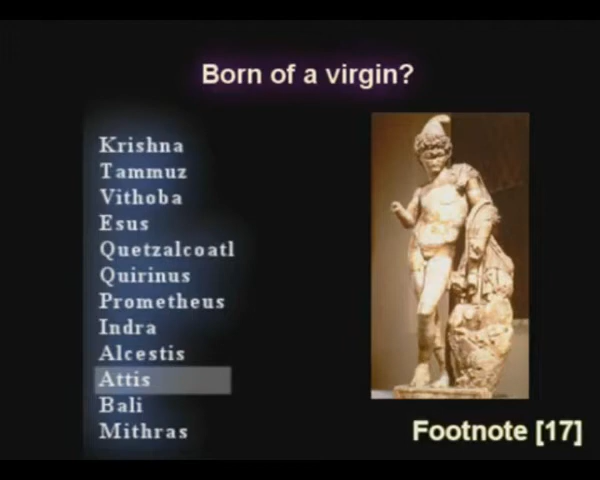 Born of a virgin?
Krishna
Tammuz
Vithoba
Esus
Quetzalcoatl
Quirinus
Prometheus
Indra
Alcestis
Attis
Bali
Mithras
Footnote [17]